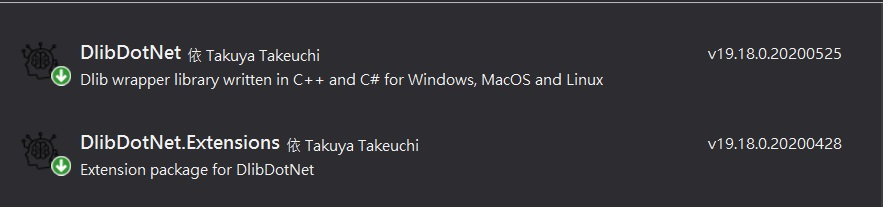 DlibDotNet 依 Takuya Takeuchi v19.18.0.20200525
Dlib wrapper library written in C++ and C# for Windows, MacOS and Linux
DlibDotNet.Extensions 依 Takuya Takeuchi v19.18.0.20200428
Extension package for DlibDotNet